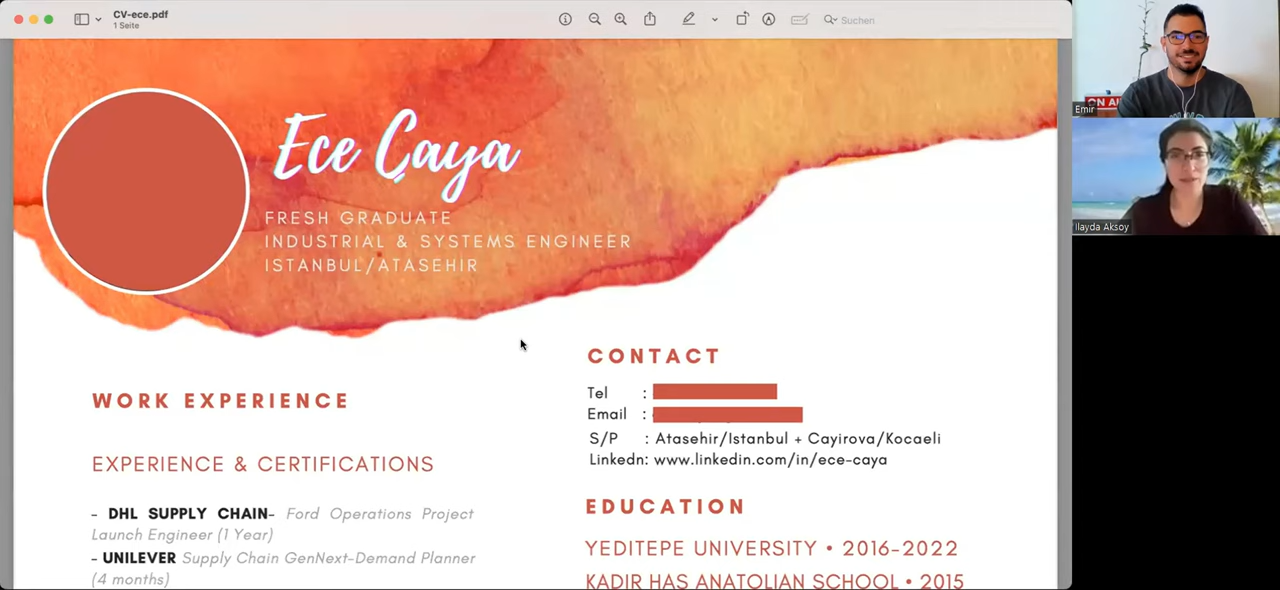 CV-ece.pdf
1 Seite
Suchen
Ece Çaya
FRESH GRADUATE
INDUSTRIAL & SYSTEMS ENGINEER
ISTANBUL/ATASEHIR
WORK EXPERIENCE
EXPERIENCE & CERTIFICATIONS
- DHL SUPPLY CHAIN- Ford Operations Project
Launch Engineer (1 Year)
- UNILEVER Supply Chain GenNext-Demand Planner
(4 months)
CONTACT
Tel :
Email :
S/P : Atasehir/Istanbul + Cayirova/Kocaeli
Linkedn: www.linkedin.com/in/ece-caya
EDUCATION
YEDITEPE UNIVERSITY • 2016-2022
KADIR HAS ANATOLIAN SCHOOL • 2015
ON AI
Emir
Ilayda Aksoy